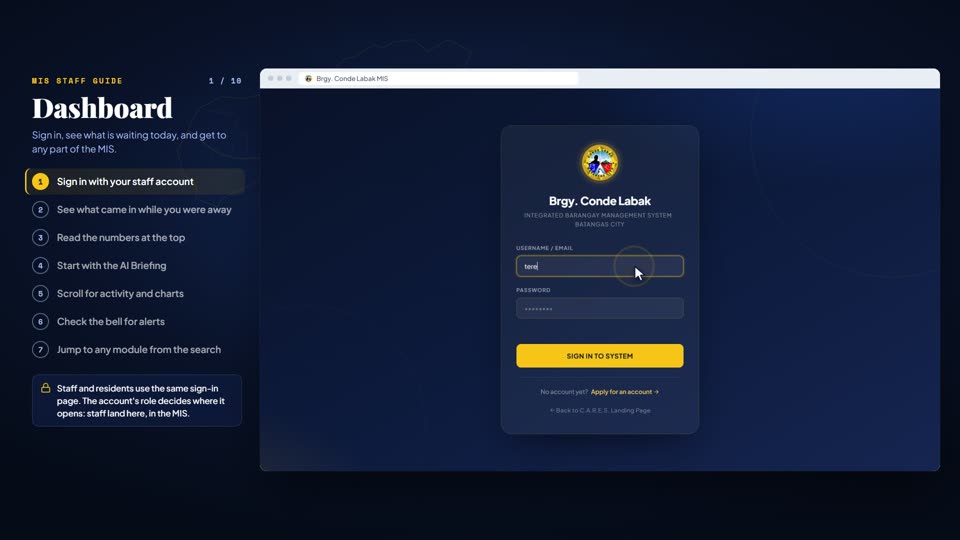 MIS STAFF GUIDE
1 / 10
Dashboard
Sign in, see what is waiting today, and get to
any part of the MIS.
1 Sign in with your staff account
2 See what came in while you were away
3 Read the numbers at the top
4 Start with the AI Briefing
5 Scroll for activity and charts
6 Check the bell for alerts
7 Jump to any module from the search
Staff and residents use the same sign-in
page. The account's role decides where it
opens: staff land here, in the MIS.
Brgy. Conde Labak MIS
Brgy. Conde Labak
INTEGRATED BARANGAY MANAGEMENT SYSTEM
BATANGAS CITY
USERNAME / EMAIL
tere
PASSWORD
SIGN IN TO SYSTEM
No account yet? Apply for an account →
← Back to C.A.R.E.S. Landing Page